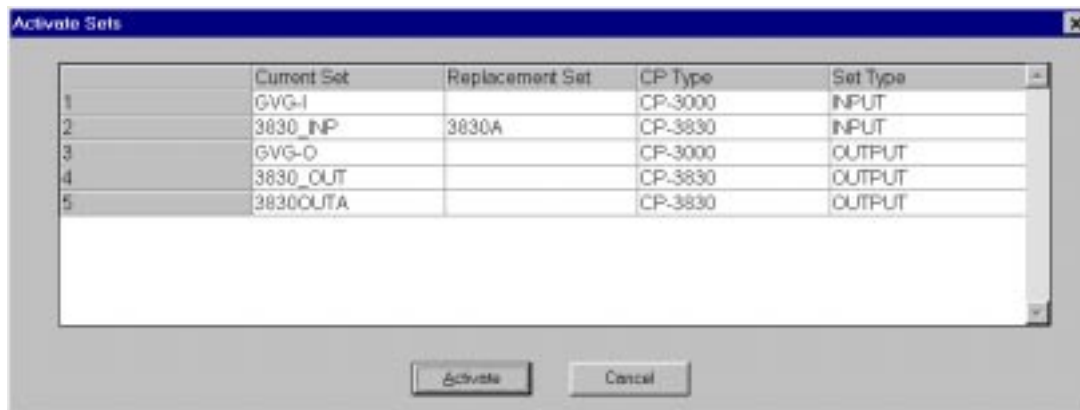 Activate Sets
Current Set Replacement Set CP Type Set Type
1 GVG-I CP-3000 INPUT
2 3830_INP 3830A CP-3830 INPUT
3 GVG-O CP-3000 OUTPUT
4 3830_OUT CP-3830 OUTPUT
5 3830OUTA CP-3830 OUTPUT
Activate Cancel